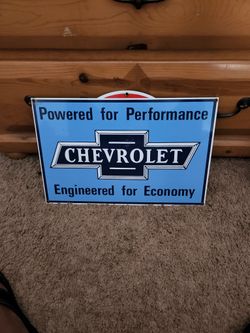 Powered for Performance
CHEVROLET
Engineered for Economy